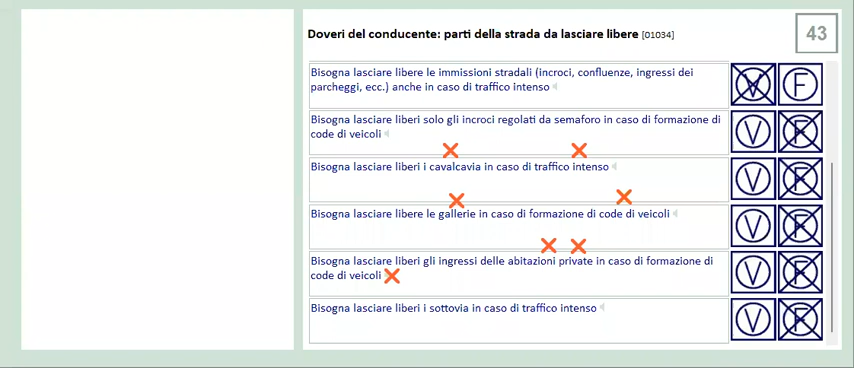 Doveri del conducente: parti della strada da lasciare libere [01034]
43
Bisogna lasciare libere le immissioni stradali (incroci, confluenze, ingressi dei
parcheggi, ecc.) anche in caso di traffico intenso
V F
Bisogna lasciare liberi solo gli incroci regolati da semaforo in caso di formazione di
code di veicoli
V F
Bisogna lasciare liberi i cavalcavia in caso di traffico intenso
V F
Bisogna lasciare libere le gallerie in caso di formazione di code di veicoli
V F
Bisogna lasciare liberi gli ingressi delle abitazioni private in caso di formazione di
code di veicoli
V F
Bisogna lasciare liberi i sottovia in caso di traffico intenso
V F